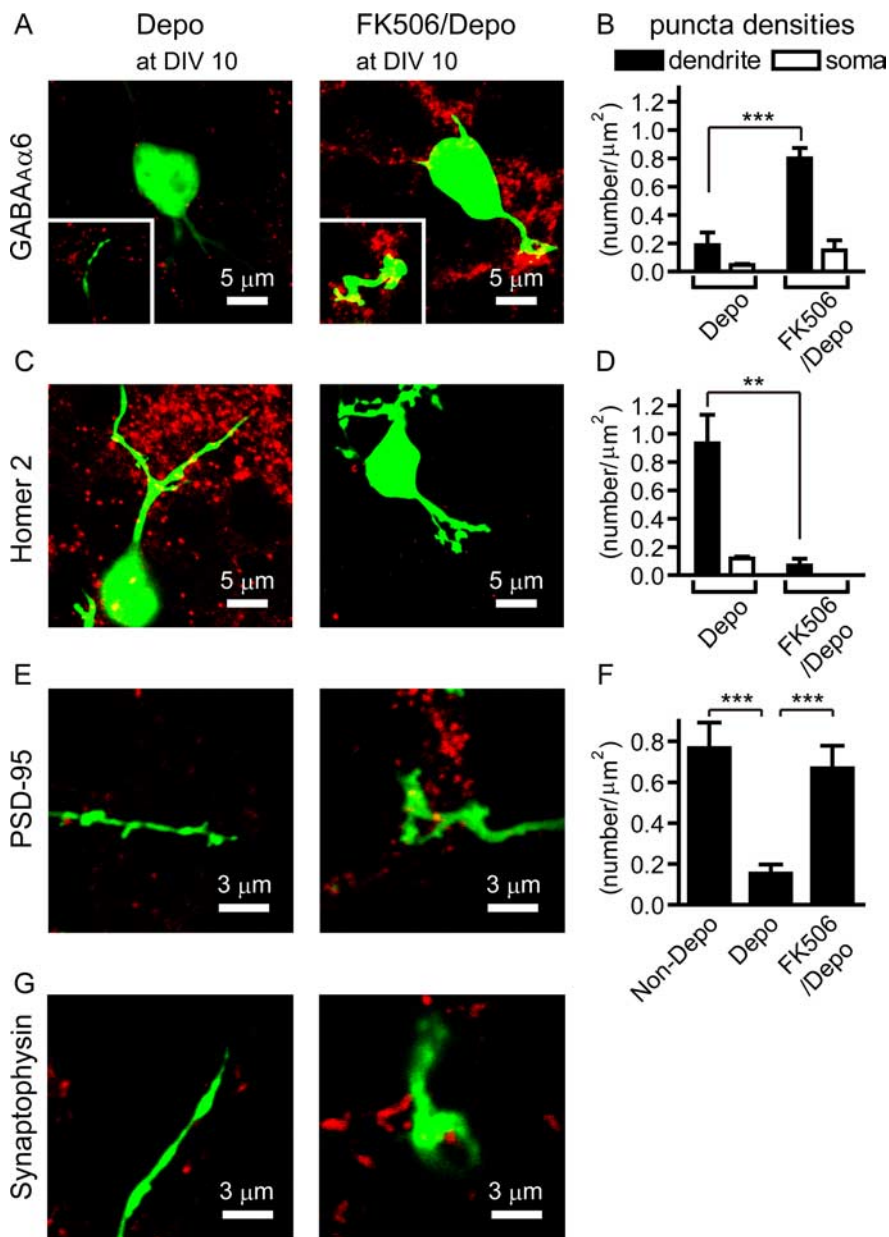 A
Depo
at DIV 10
FK506/Depo
at DIV 10
GABAAα6
5 μm
5 μm
B puncta densities
dendrite soma
(number/μm²)
1.2
1.0
0.8
0.6
0.4
0.2
0.0
***
Depo
FK506
/Depo
C
Homer 2
5 μm
5 μm
D
(number/μm²)
1.2
1.0
0.8
0.6
0.4
0.2
0.0
**
Depo
FK506
/Depo
E
PSD-95
3 μm
3 μm
F
(number/μm²)
0.8
0.6
0.4
0.2
0.0
*** ***
Non-Depo
Depo
FK506
/Depo
G
Synaptophysin
3 μm
3 μm